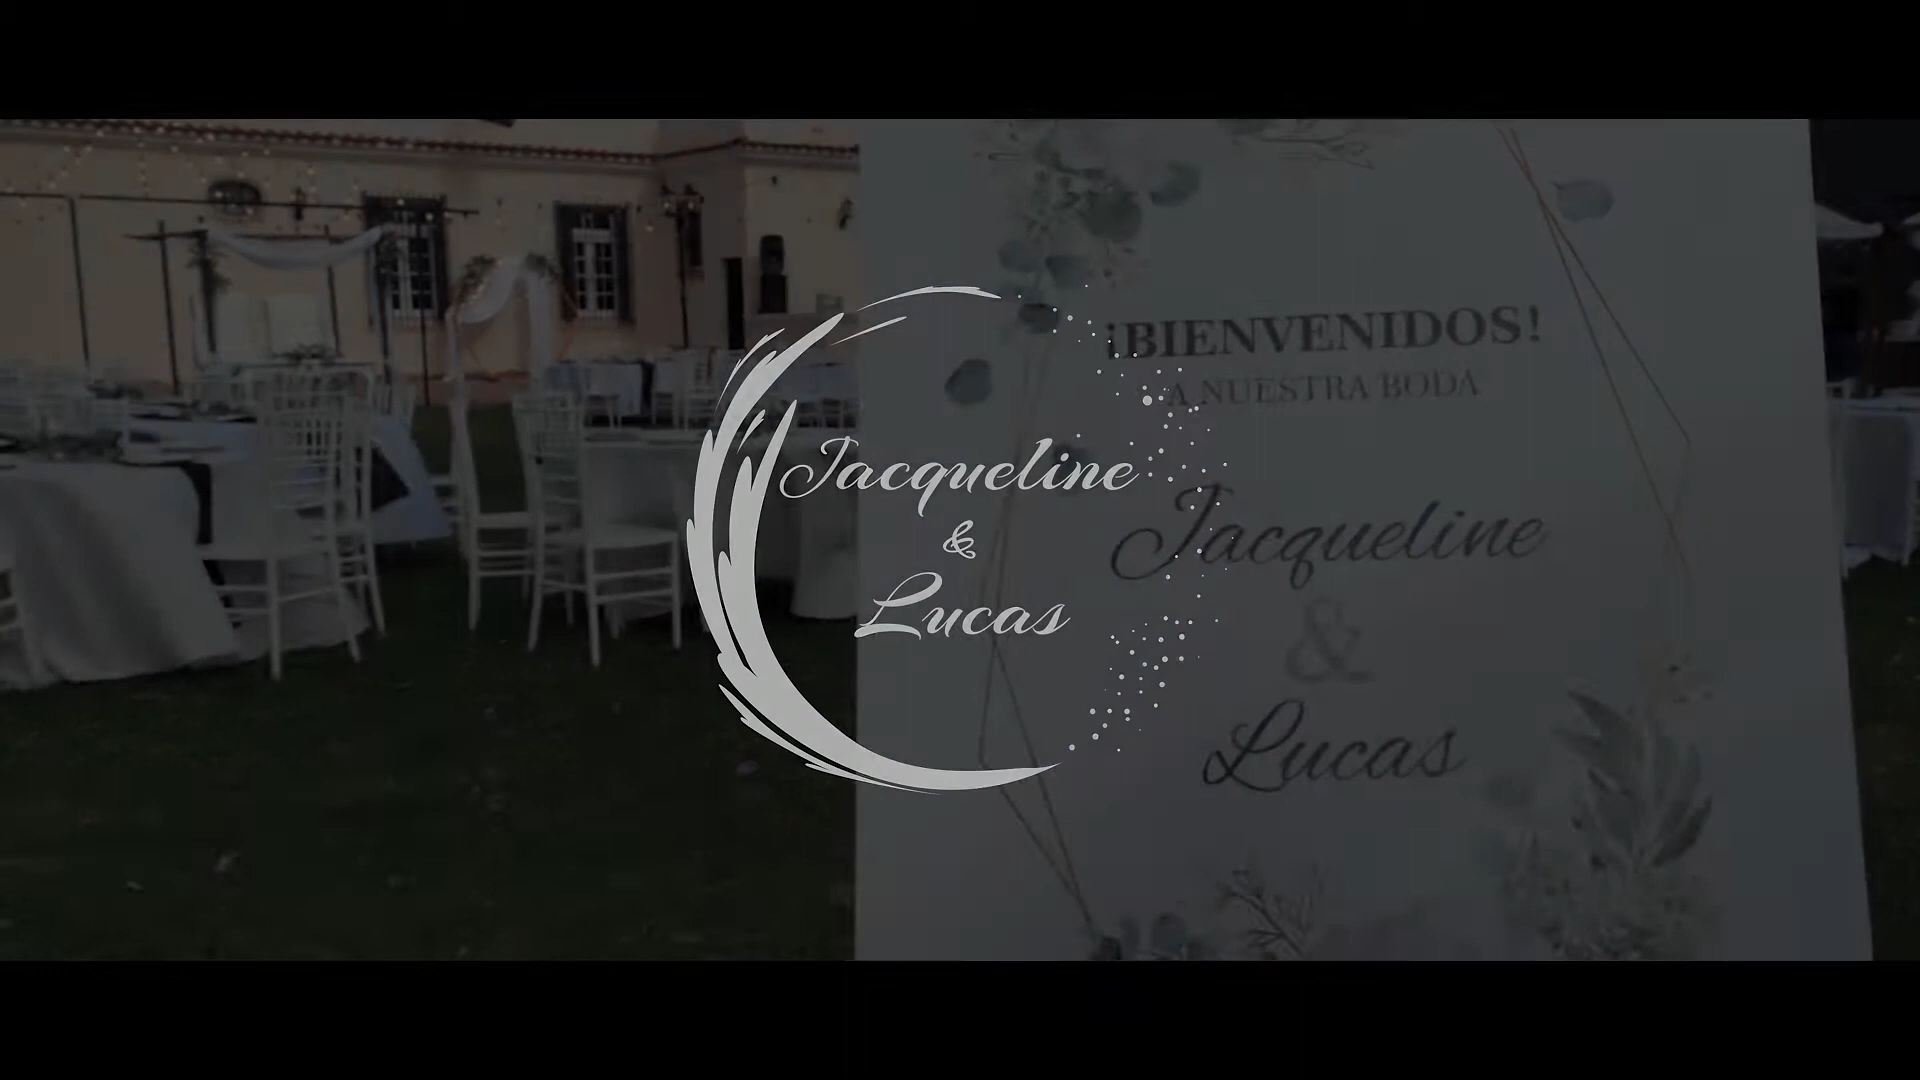 Jacqueline
&
Lucas
¡BIENVENIDOS!
A NUESTRA BODA
Jacqueline
&
Lucas